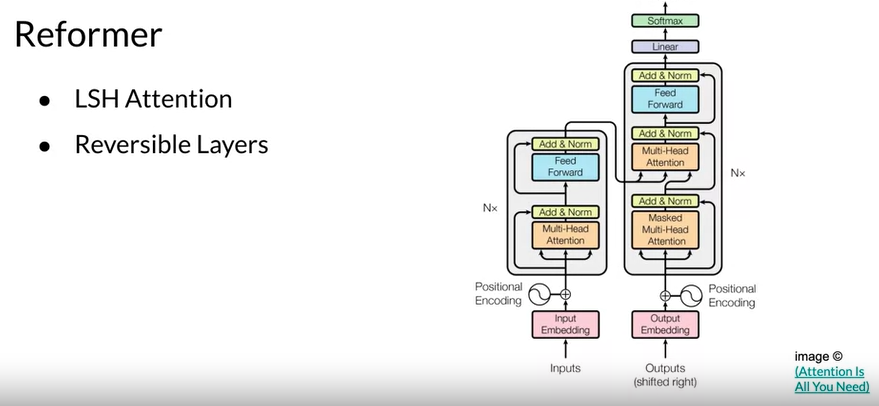 Reformer
● LSH Attention
● Reversible Layers
Softmax
Linear
Add & Norm
Feed
Forward
Add & Norm
Multi-Head
Attention
Nx
Add & Norm
Masked
Multi-Head
Attention
Positional
Encoding
Output
Embedding
Outputs
(shifted right)
Add & Norm
Feed
Forward
Nx
Add & Norm
Multi-Head
Attention
Positional
Encoding
Input
Embedding
Inputs
image ©
(Attention Is
All You Need)